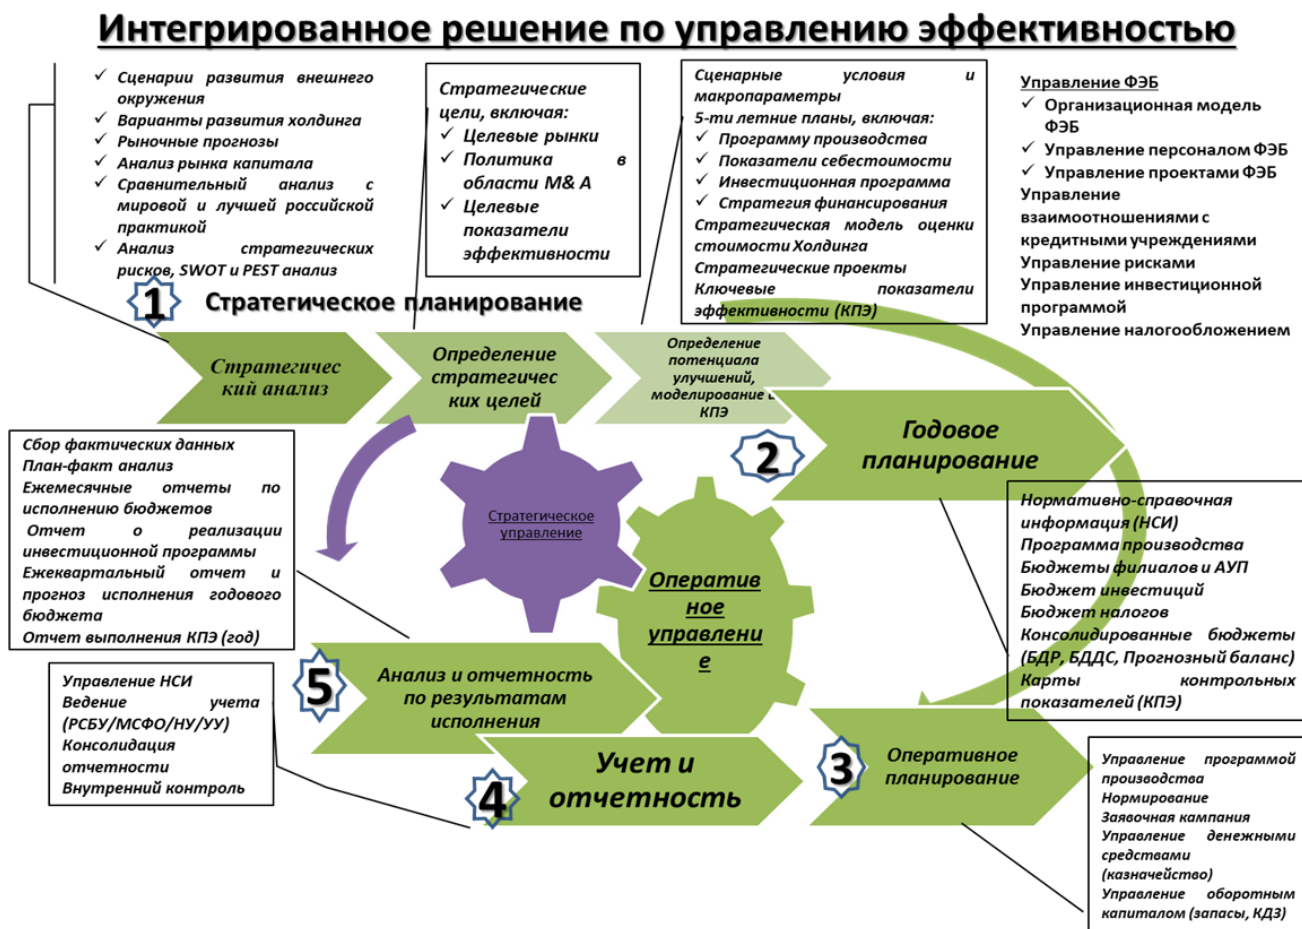 Интегрированное решение по управлению эффективностью
✓ Сценарии развития внешнего
окружения
✓ Варианты развития холдинга
✓ Рыночные прогнозы
✓ Анализ рынка капитала
✓ Сравнительный анализ с
мировой и лучшей российской
практикой
✓ Анализ стратегических
рисков, SWOT и PEST анализ
Стратегические
цели, включая:
✓ Целевые рынки
✓ Политика в
области M& A
✓ Целевые
показатели
эффективности
Сценарные условия и
макропараметры
5-ти летние планы, включая:
✓ Программу производства
✓ Показатели себестоимости
✓ Инвестиционная программа
✓ Стратегия финансирования
Стратегическая модель оценки
стоимости Холдинга
Стратегические проекты
Ключевые показатели
эффективности (КПЭ)
Управление ФЭБ
✓ Организационная модель
ФЭБ
✓ Управление персоналом ФЭБ
✓ Управление проектами ФЭБ
Управление
взаимоотношениями с
кредитными учреждениями
Управление рисками
Управление инвестиционной
программой
Управление налогообложением
1 Стратегическое планирование
Стратегичес
кий анализ
Определение
стратегичес
ких целей
Определение
потенциала
улучшений,
моделирование и
КПЭ
2
Годовое
планирование
Сбор фактических данных
План-факт анализ
Ежемесячные отчеты по
исполнению бюджетов
Отчет о реализации
инвестиционной программы
Ежеквартальный отчет и
прогноз исполнения годового
бюджета
Отчет выполнения КПЭ (год)
Стратегическое
управление
Оператив
ное
управлени
е
Нормативно-справочная
информация (НСИ)
Программа производства
Бюджеты филиалов и АУП
Бюджет инвестиций
Бюджет налогов
Консолидированные бюджеты
(БДР, БДДС, Прогнозный баланс)
Карты контрольных
показателей (КПЭ)
5
Анализ и отчетность
по результатам
исполнения
Управление НСИ
Ведение учета
(РСБУ/МСФО/НУ/УУ)
Консолидация
отчетности
Внутренний контроль
4
Учет и
отчетность
3
Оперативное
планирование
Управление программой
производства
Нормирование
Заявочная кампания
Управление денежными
средствами
(казначейство)
Управление оборотным
капиталом (запасы, КДЗ)